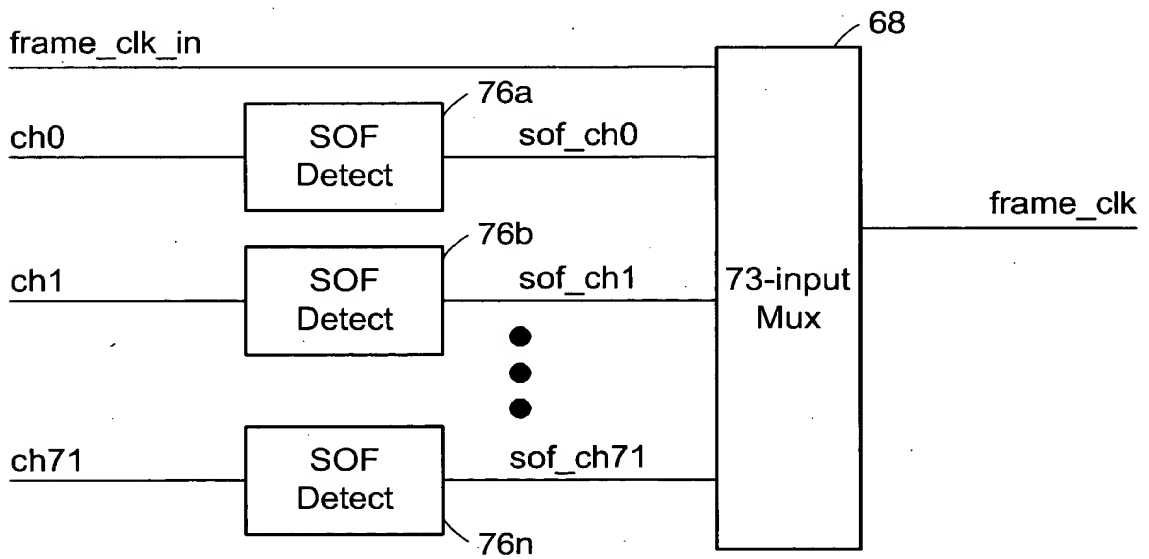 68
frame_clk_in
76a
ch0
SOF
Detect
sof_ch0
frame_clk
76b
ch1
SOF
Detect
sof_ch1
73-input
Mux
ch71
SOF
Detect
sof_ch71
76n